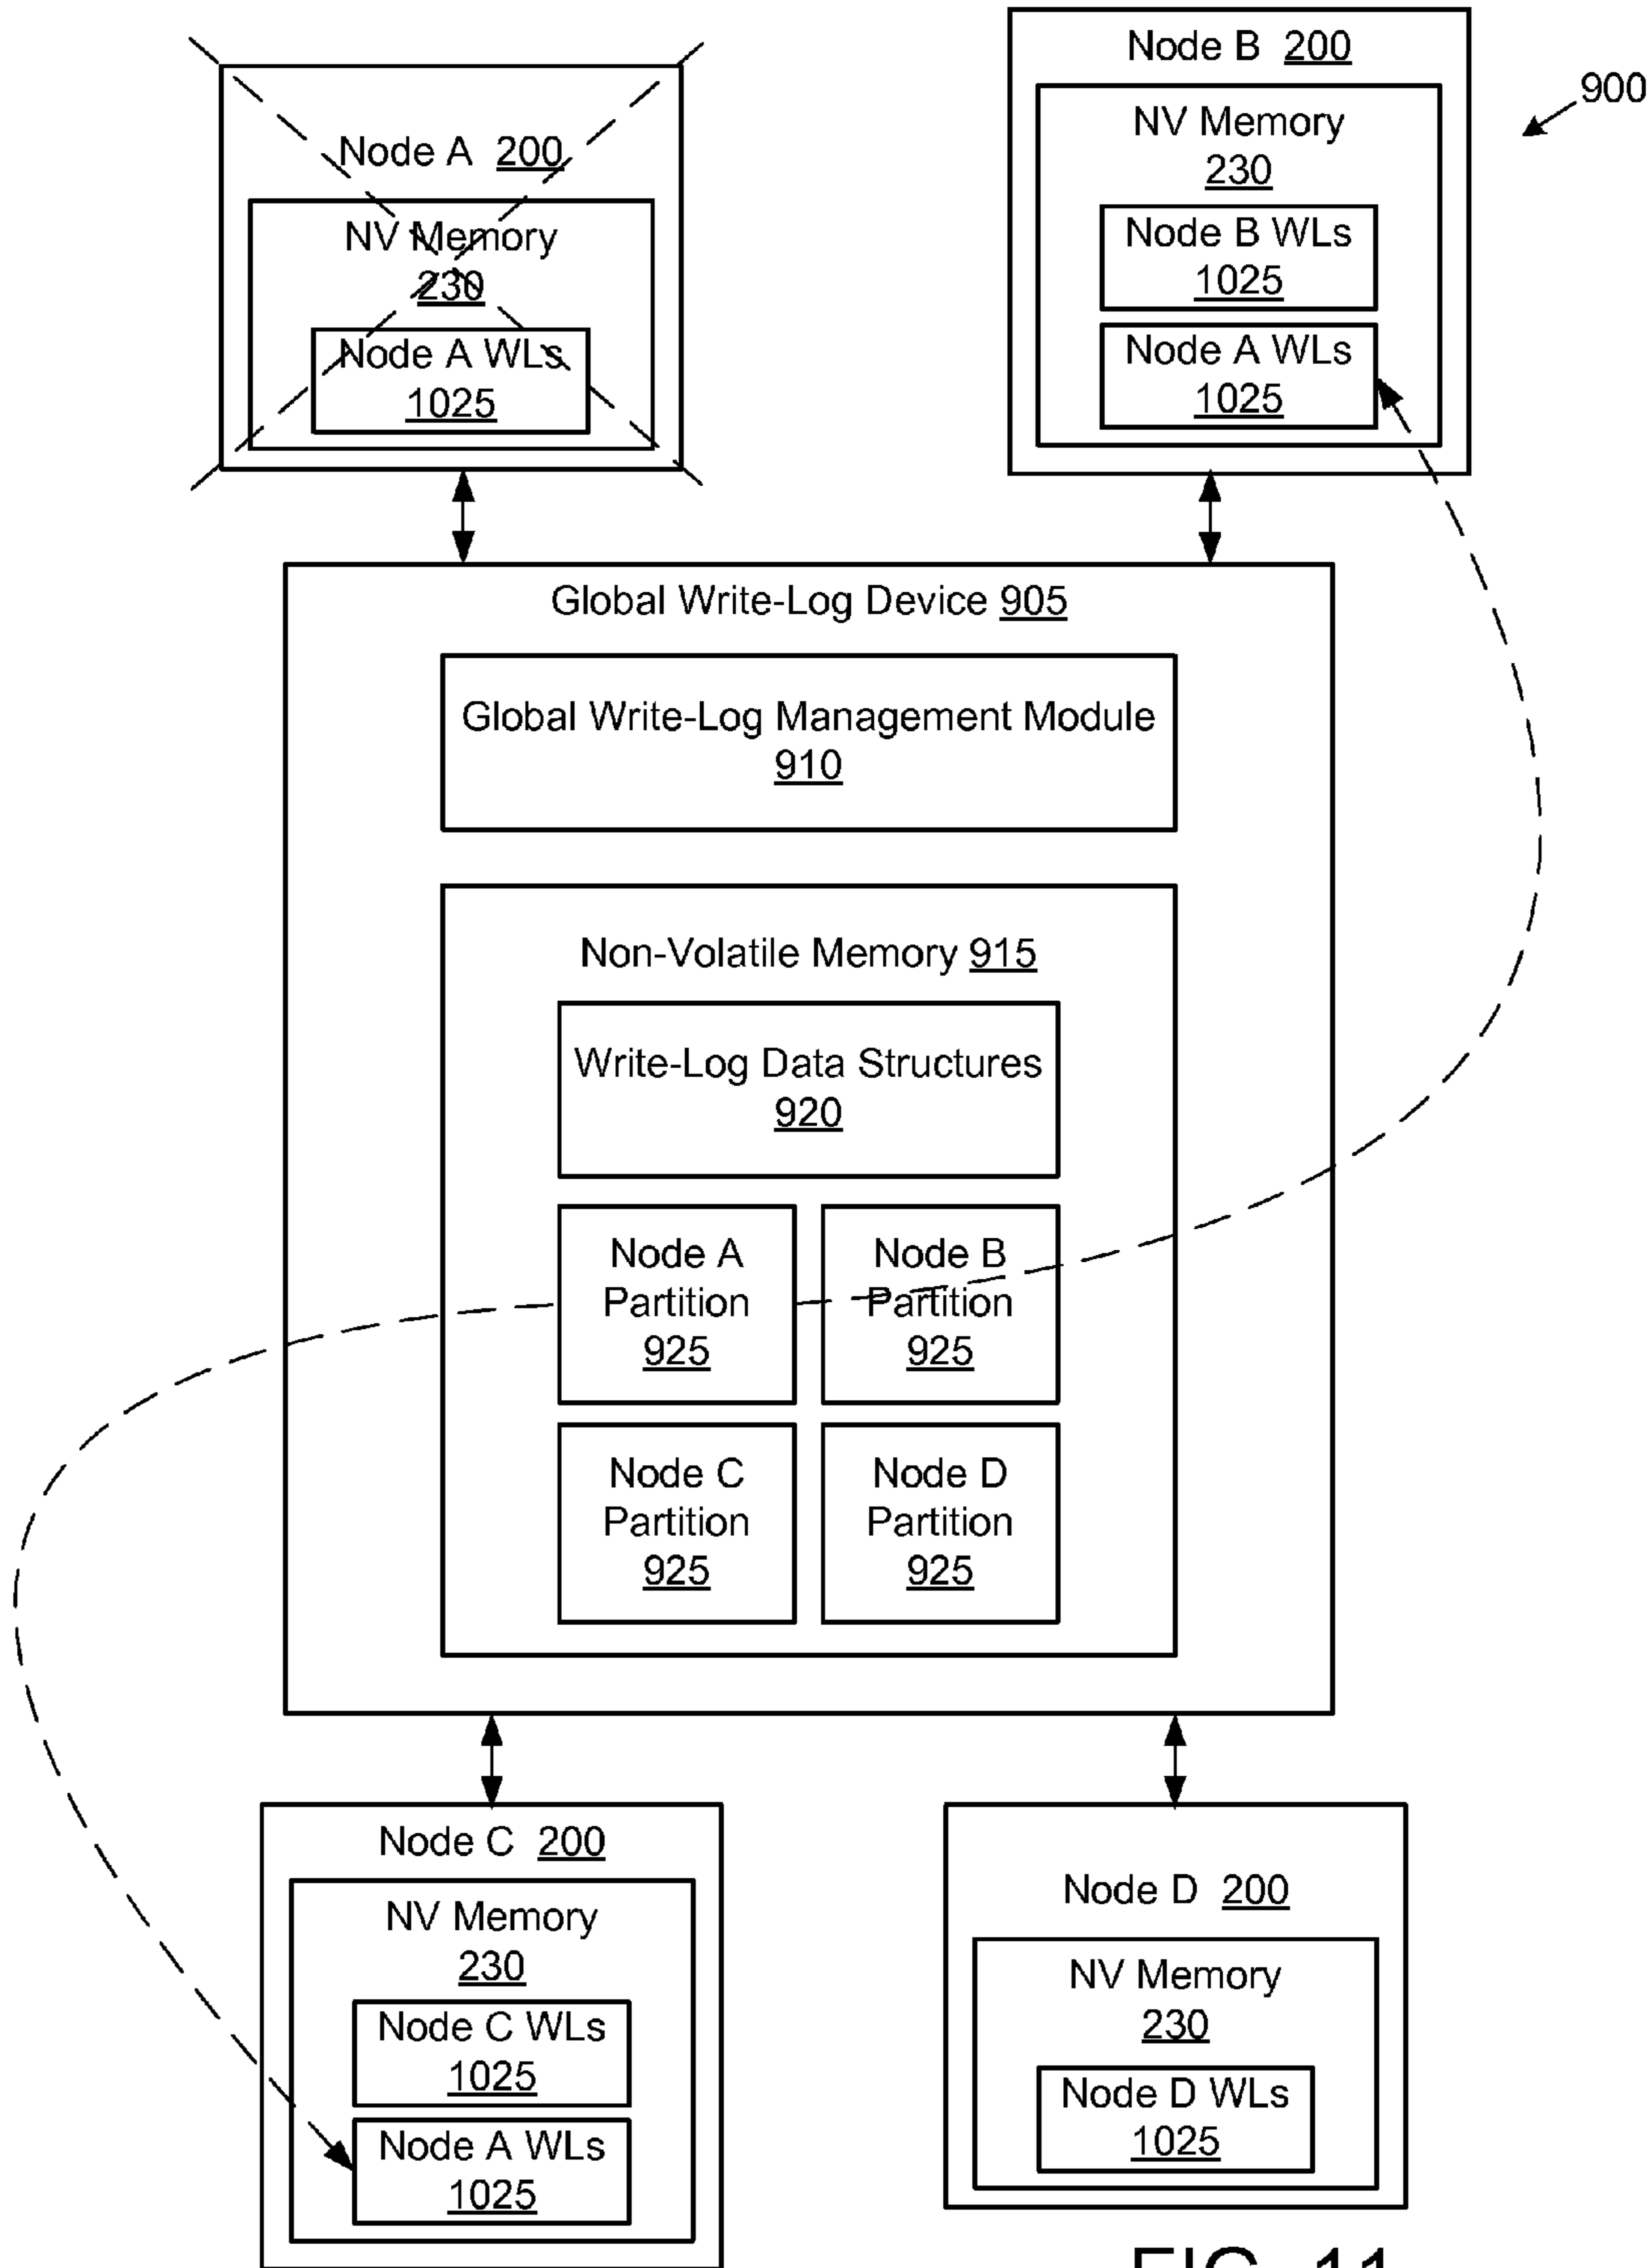 Node A 200
NV Memory
230
Node A WLs
1025
Node B 200
NV Memory
230
Node B WLs
1025
Node A WLs
1025
900
Global Write-Log Device 905
Global Write-Log Management Module
910
Non-Volatile Memory 915
Write-Log Data Structures
920
Node A
Partition
925
Node B
Partition
925
Node C
Partition
925
Node D
Partition
925
Node C 200
NV Memory
230
Node C WLs
1025
Node A WLs
1025
Node D 200
NV Memory
230
Node D WLs
1025
FIG. 11